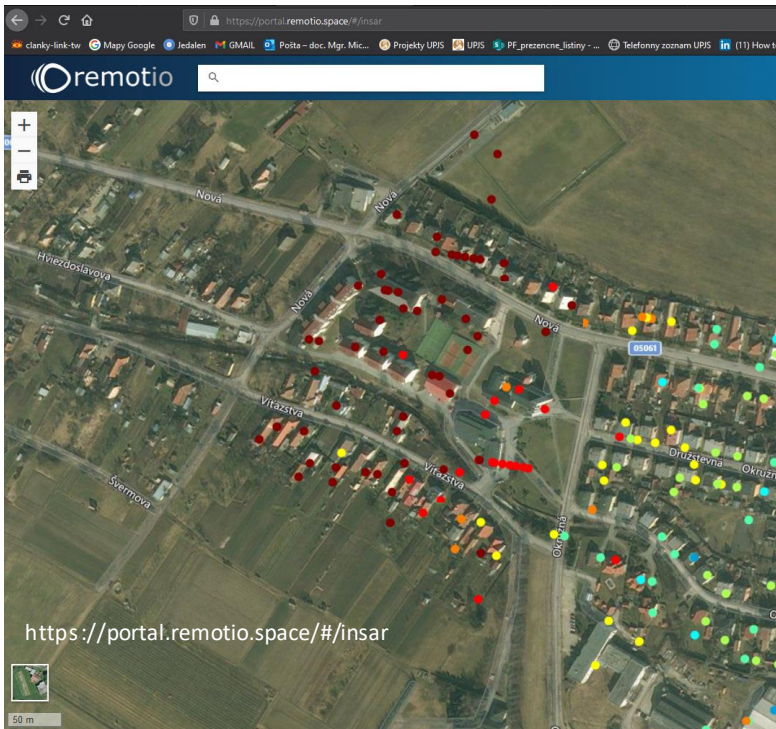 https://portal.remotio.space/#/insar
clanky-link-tw Mapy Google Jedalen GMAIL Pošta – doc. Mgr. Mic... Projekty UPJS UPJS PF_prezencne_listiny - ... Telefonny zoznam UPJS (11) How t
remotio
+
−
Nová
Nová
Hviezdoslavova
Nová
Nová
05061
Víťazstva
Družstevná
Okružn
Víťazstva
Švermova
Okružná
https://portal.remotio.space/#/insar
50 m